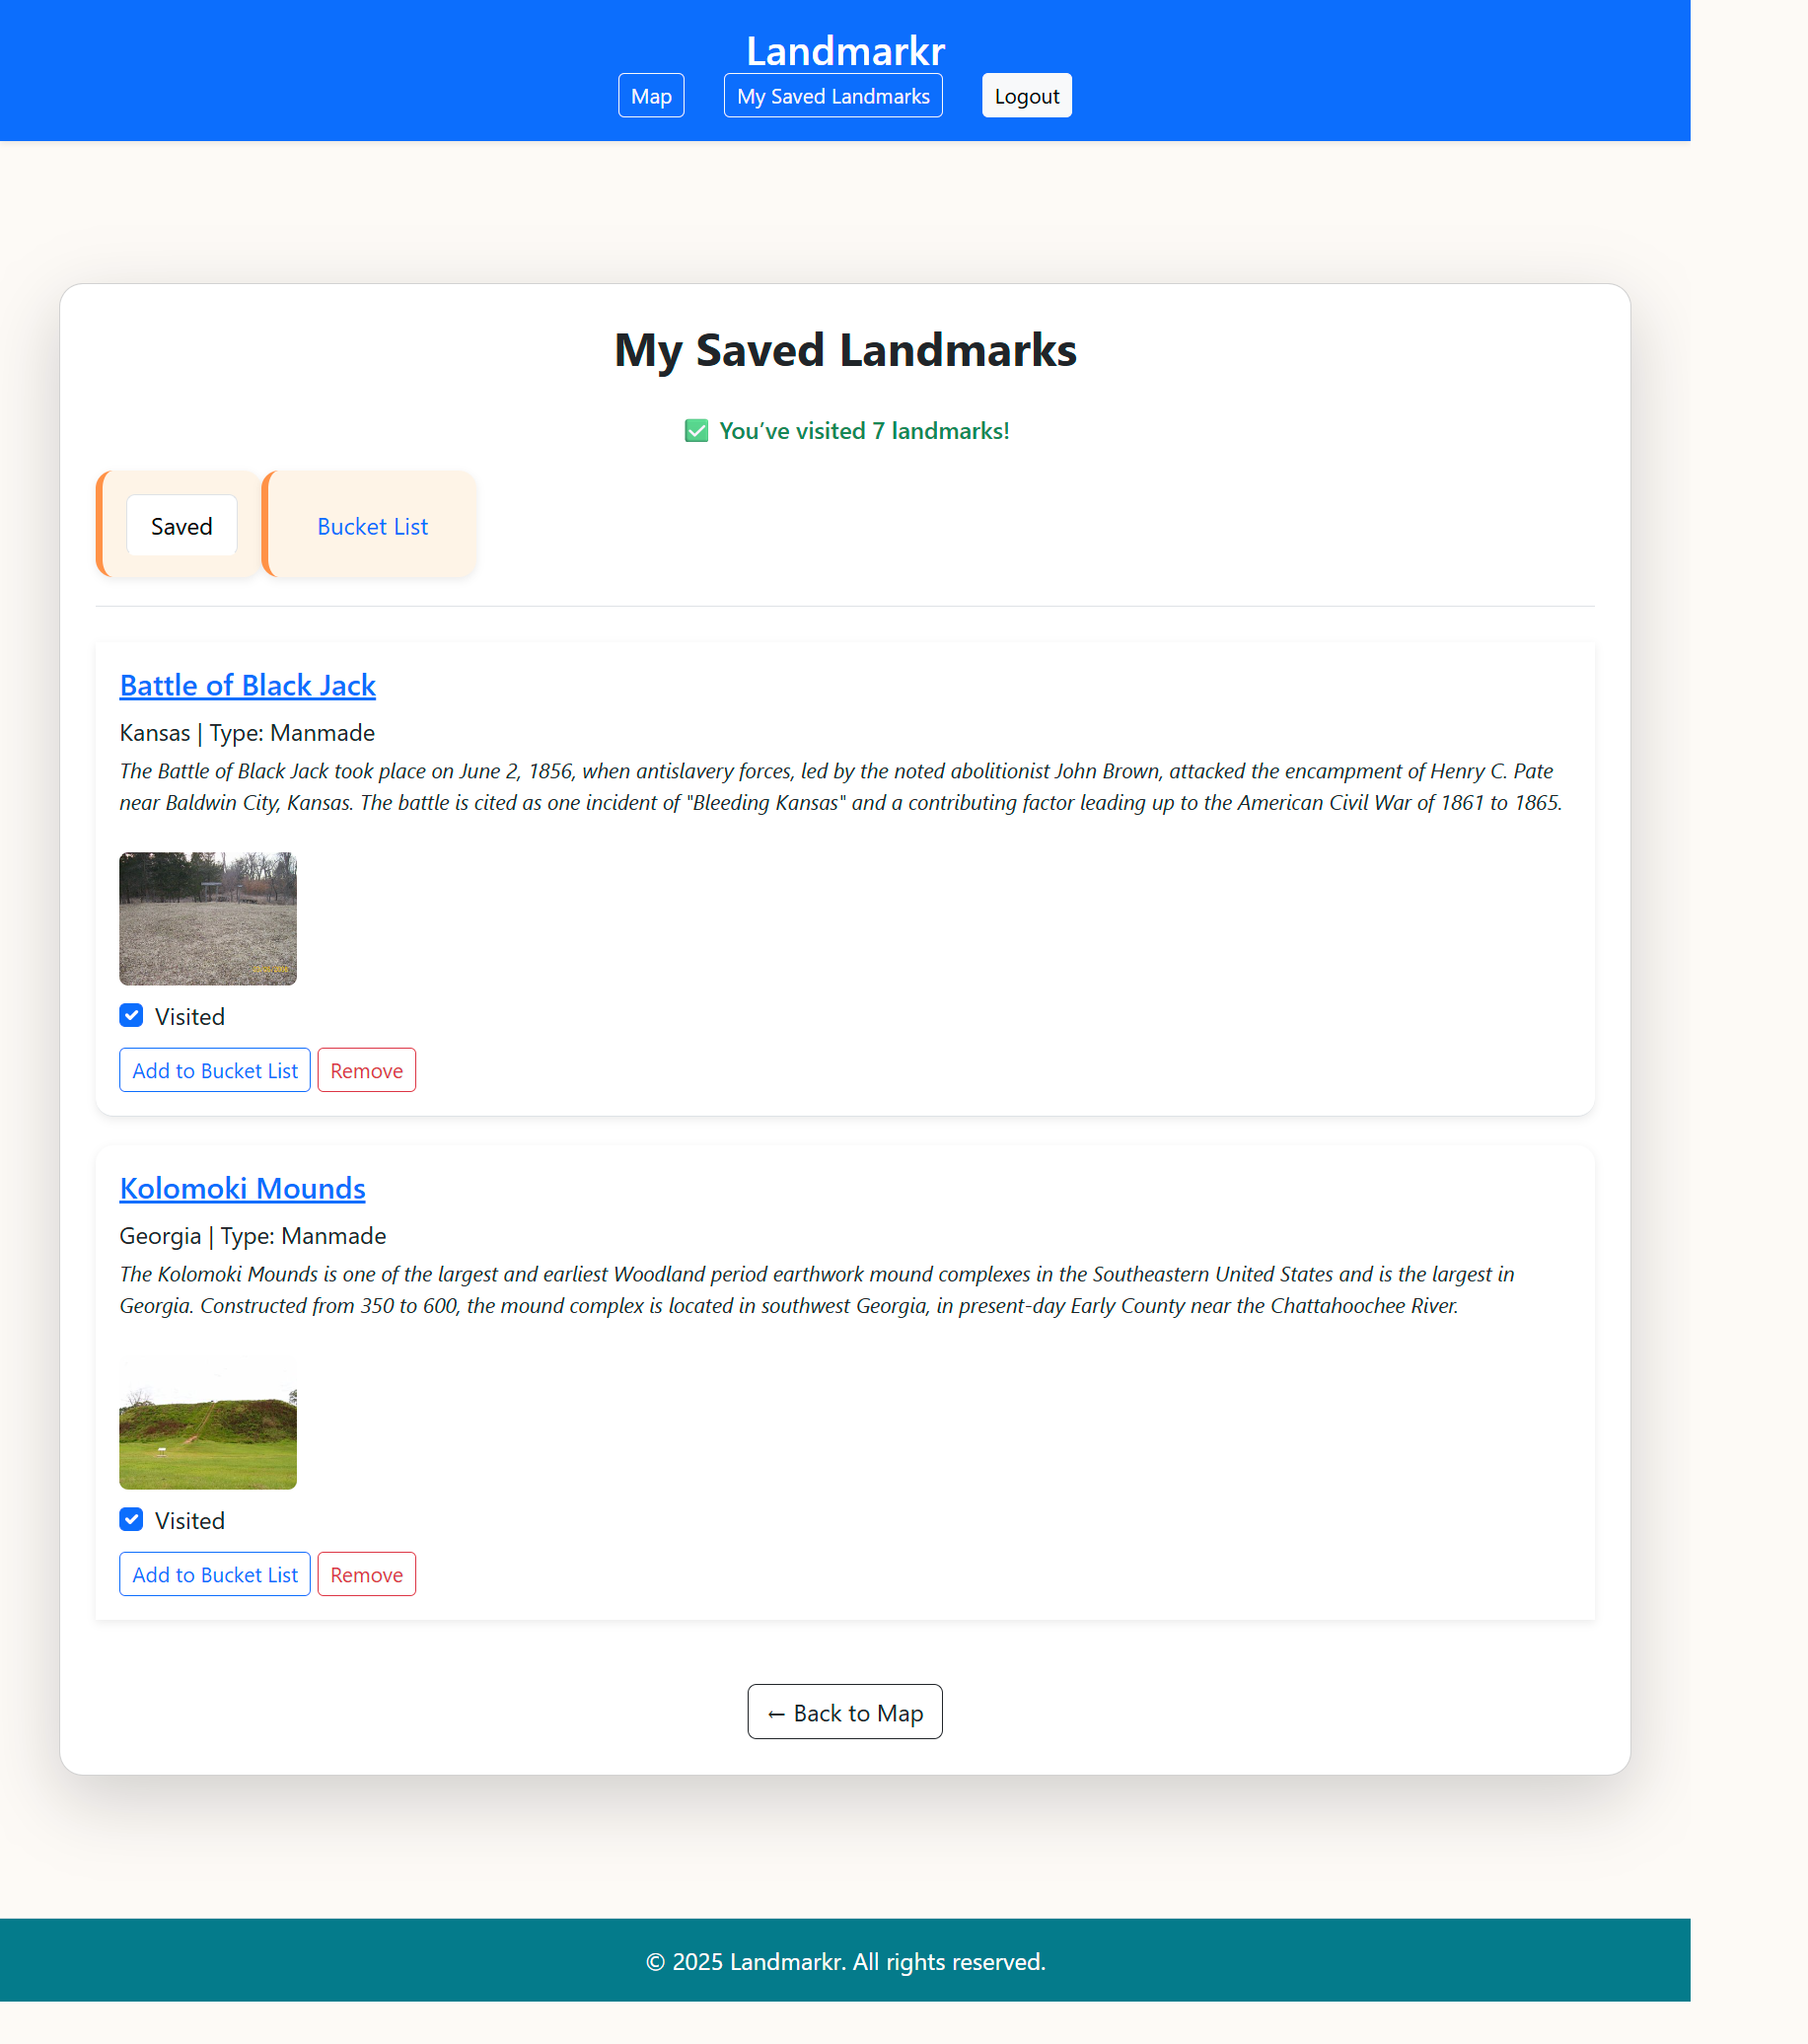 Landmarkr
Map
My Saved Landmarks
Logout
My Saved Landmarks
✅ You’ve visited 7 landmarks!
Saved
Bucket List
Battle of Black Jack
Kansas | Type: Manmade
The Battle of Black Jack took place on June 2, 1856, when antislavery forces, led by the noted abolitionist John Brown, attacked the encampment of Henry C. Pate
near Baldwin City, Kansas. The battle is cited as one incident of "Bleeding Kansas" and a contributing factor leading up to the American Civil War of 1861 to 1865.
Visited
Add to Bucket List
Remove
Kolomoki Mounds
Georgia | Type: Manmade
The Kolomoki Mounds is one of the largest and earliest Woodland period earthwork mound complexes in the Southeastern United States and is the largest in
Georgia. Constructed from 350 to 600, the mound complex is located in southwest Georgia, in present-day Early County near the Chattahoochee River.
Visited
Add to Bucket List
Remove
← Back to Map
© 2025 Landmarkr. All rights reserved.